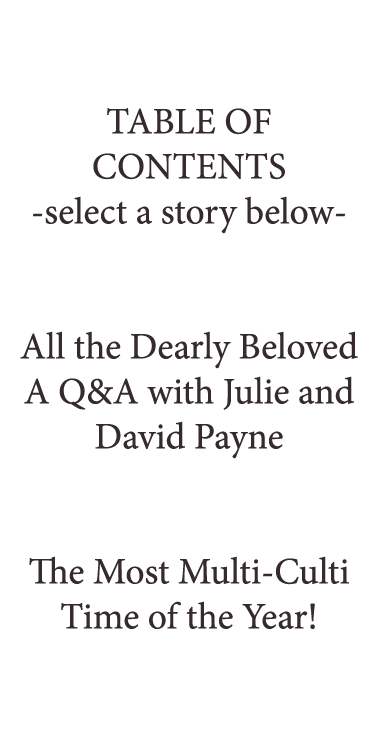 TABLE OF
CONTENTS
-select a story below-
All the Dearly Beloved
A Q&A with Julie and
David Payne
The Most Multi-Culti
Time of the Year!